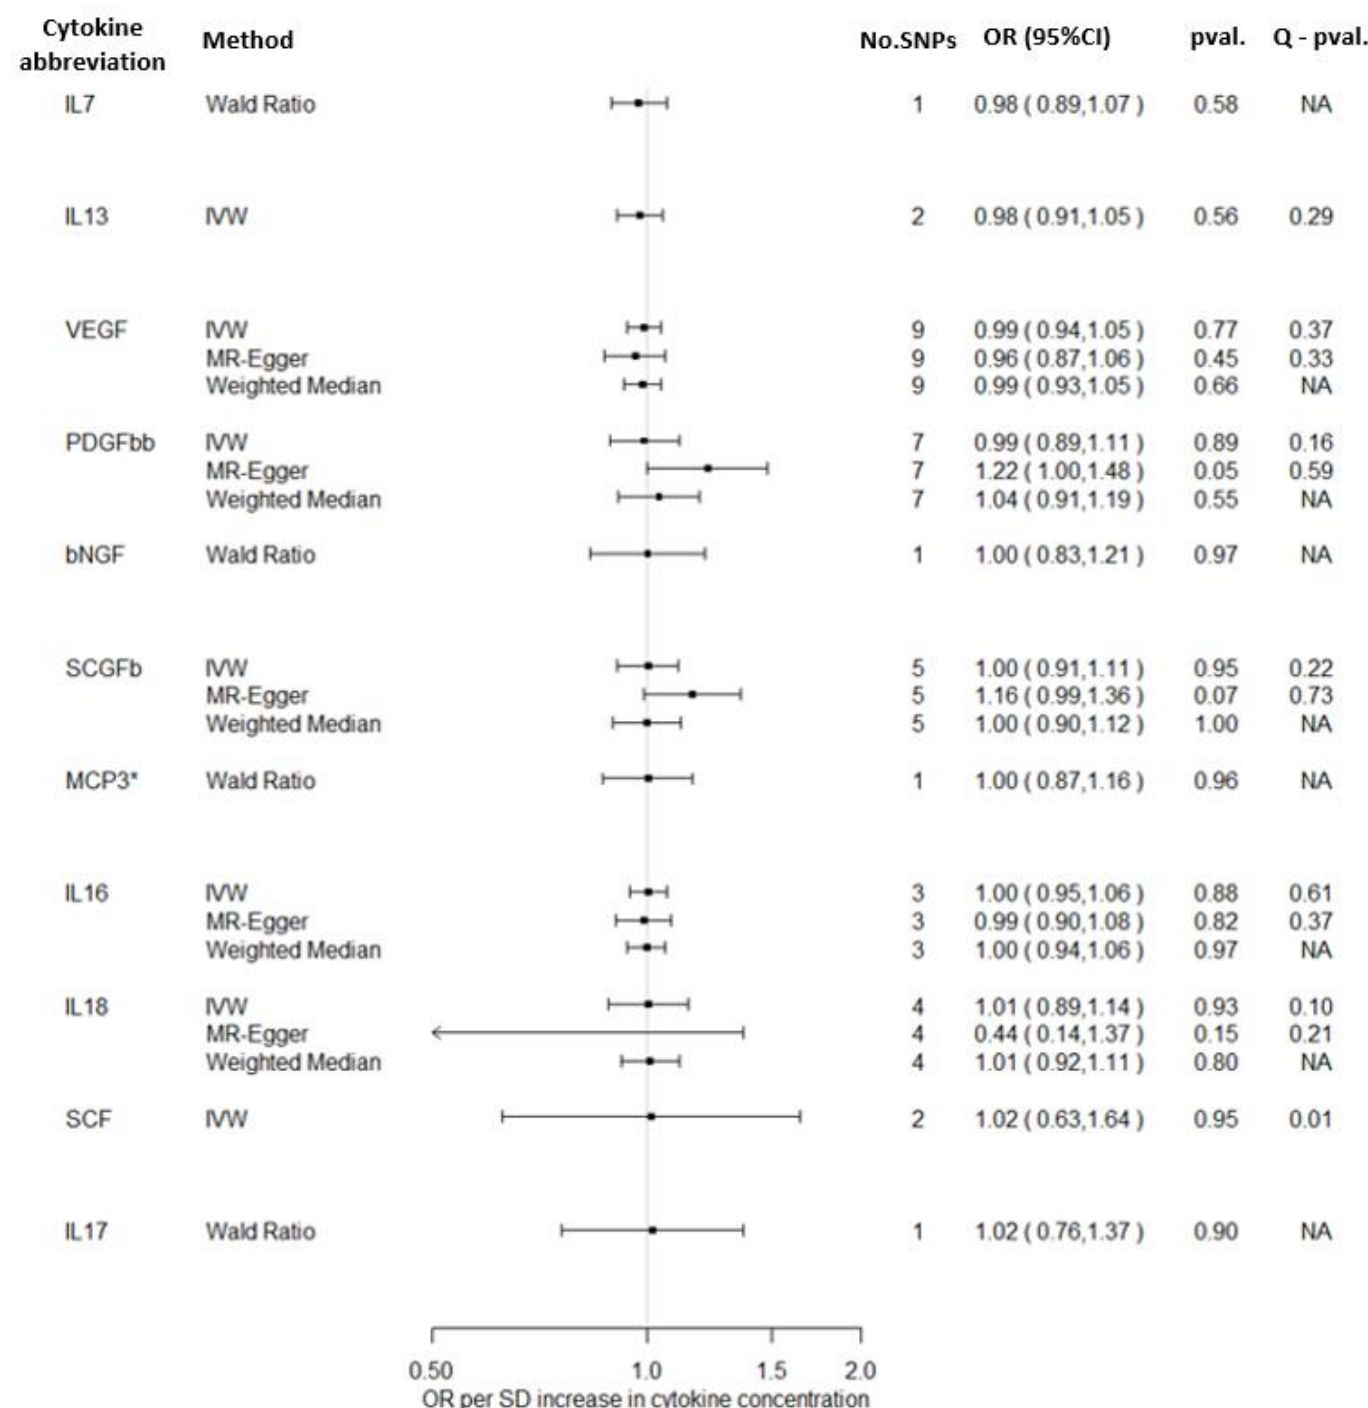 Cytokine abbreviation Method No.SNPs OR (95%CI) pval. Q - pval.
IL7 Wald Ratio 1 0.98 ( 0.89,1.07 ) 0.58 NA
IL13 IVW 2 0.98 ( 0.91,1.05 ) 0.56 0.29
VEGF IVW 9 0.99 ( 0.94,1.05 ) 0.77 0.37
MR-Egger 9 0.96 ( 0.87,1.06 ) 0.45 0.33
Weighted Median 9 0.99 ( 0.93,1.05 ) 0.66 NA
PDGFbb IVW 7 0.99 ( 0.89,1.11 ) 0.89 0.16
MR-Egger 7 1.22 ( 1.00,1.48 ) 0.05 0.59
Weighted Median 7 1.04 ( 0.91,1.19 ) 0.55 NA
bNGF Wald Ratio 1 1.00 ( 0.83,1.21 ) 0.97 NA
SCGFb IVW 5 1.00 ( 0.91,1.11 ) 0.95 0.22
MR-Egger 5 1.16 ( 0.99,1.36 ) 0.07 0.73
Weighted Median 5 1.00 ( 0.90,1.12 ) 1.00 NA
MCP3* Wald Ratio 1 1.00 ( 0.87,1.16 ) 0.96 NA
IL16 IVW 3 1.00 ( 0.95,1.06 ) 0.88 0.61
MR-Egger 3 0.99 ( 0.90,1.08 ) 0.82 0.37
Weighted Median 3 1.00 ( 0.94,1.06 ) 0.97 NA
IL18 IVW 4 1.01 ( 0.89,1.14 ) 0.93 0.10
MR-Egger 4 0.44 ( 0.14,1.37 ) 0.15 0.21
Weighted Median 4 1.01 ( 0.92,1.11 ) 0.80 NA
SCF IVW 2 1.02 ( 0.63,1.64 ) 0.95 0.01
IL17 Wald Ratio 1 1.02 ( 0.76,1.37 ) 0.90 NA
0.50 1.0 1.5 2.0
OR per SD increase in cytokine concentration